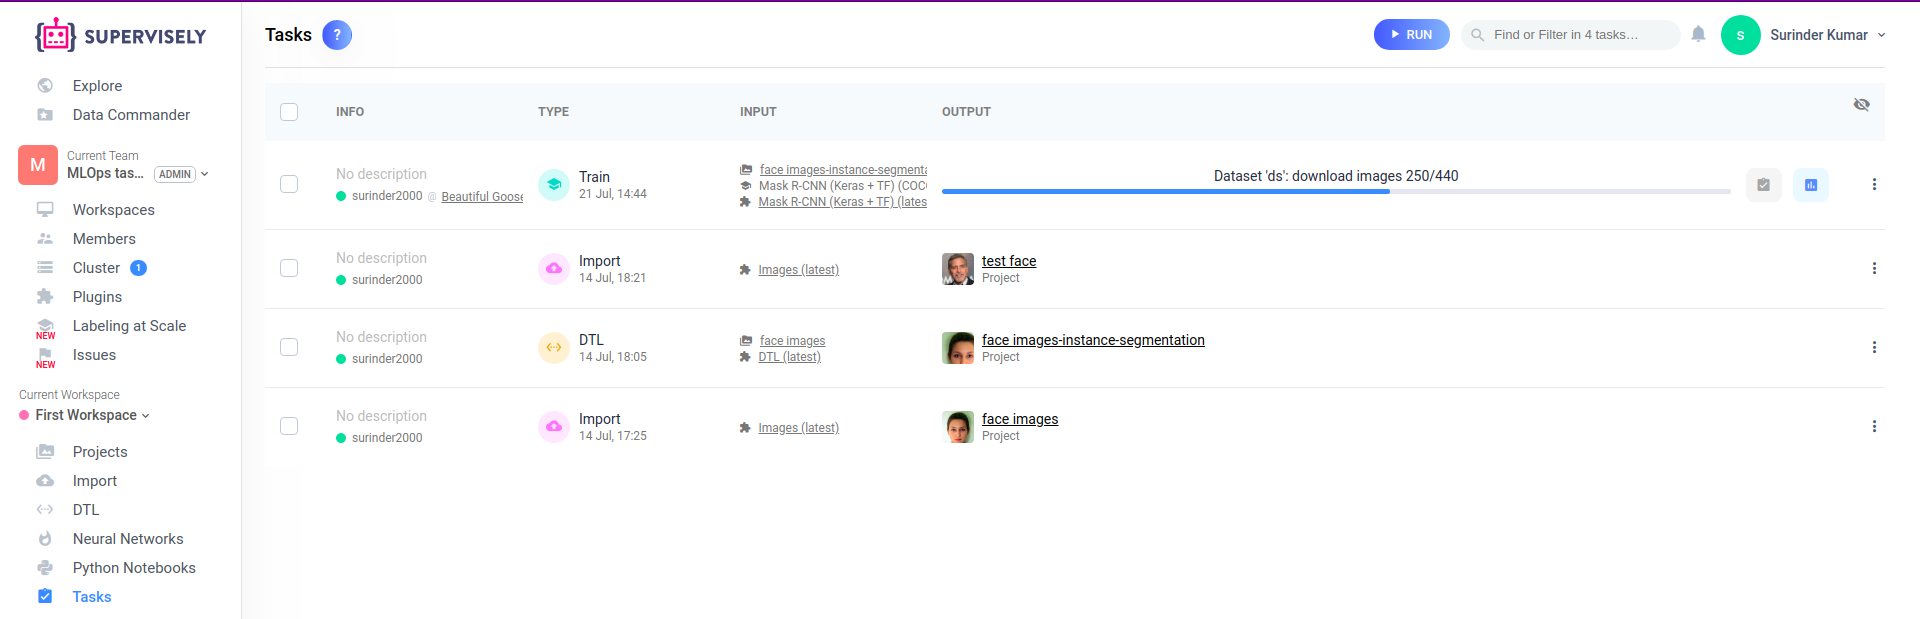 SUPERVISELY
Tasks ?
RUN
Find or Filter in 4 tasks...
S
Surinder Kumar
Explore
Data Commander
M
Current Team
MLOps tas... ADMIN
Workspaces
Members
Cluster 1
Plugins
Labeling at Scale
NEW
Issues
NEW
Current Workspace
First Workspace
Projects
Import
DTL
Neural Networks
Python Notebooks
Tasks
INFO TYPE INPUT OUTPUT
No description
surinder2000 @ Beautiful Goose
Train
21 Jul, 14:44
face images-instance-segmenta
Mask R-CNN (Keras + TF) (COC
Mask R-CNN (Keras + TF) (lates
Dataset 'ds': download images 250/440
No description
surinder2000
Import
14 Jul, 18:21
Images (latest)
test face
Project
No description
surinder2000
DTL
14 Jul, 18:05
face images
DTL (latest)
face images-instance-segmentation
Project
No description
surinder2000
Import
14 Jul, 17:25
Images (latest)
face images
Project